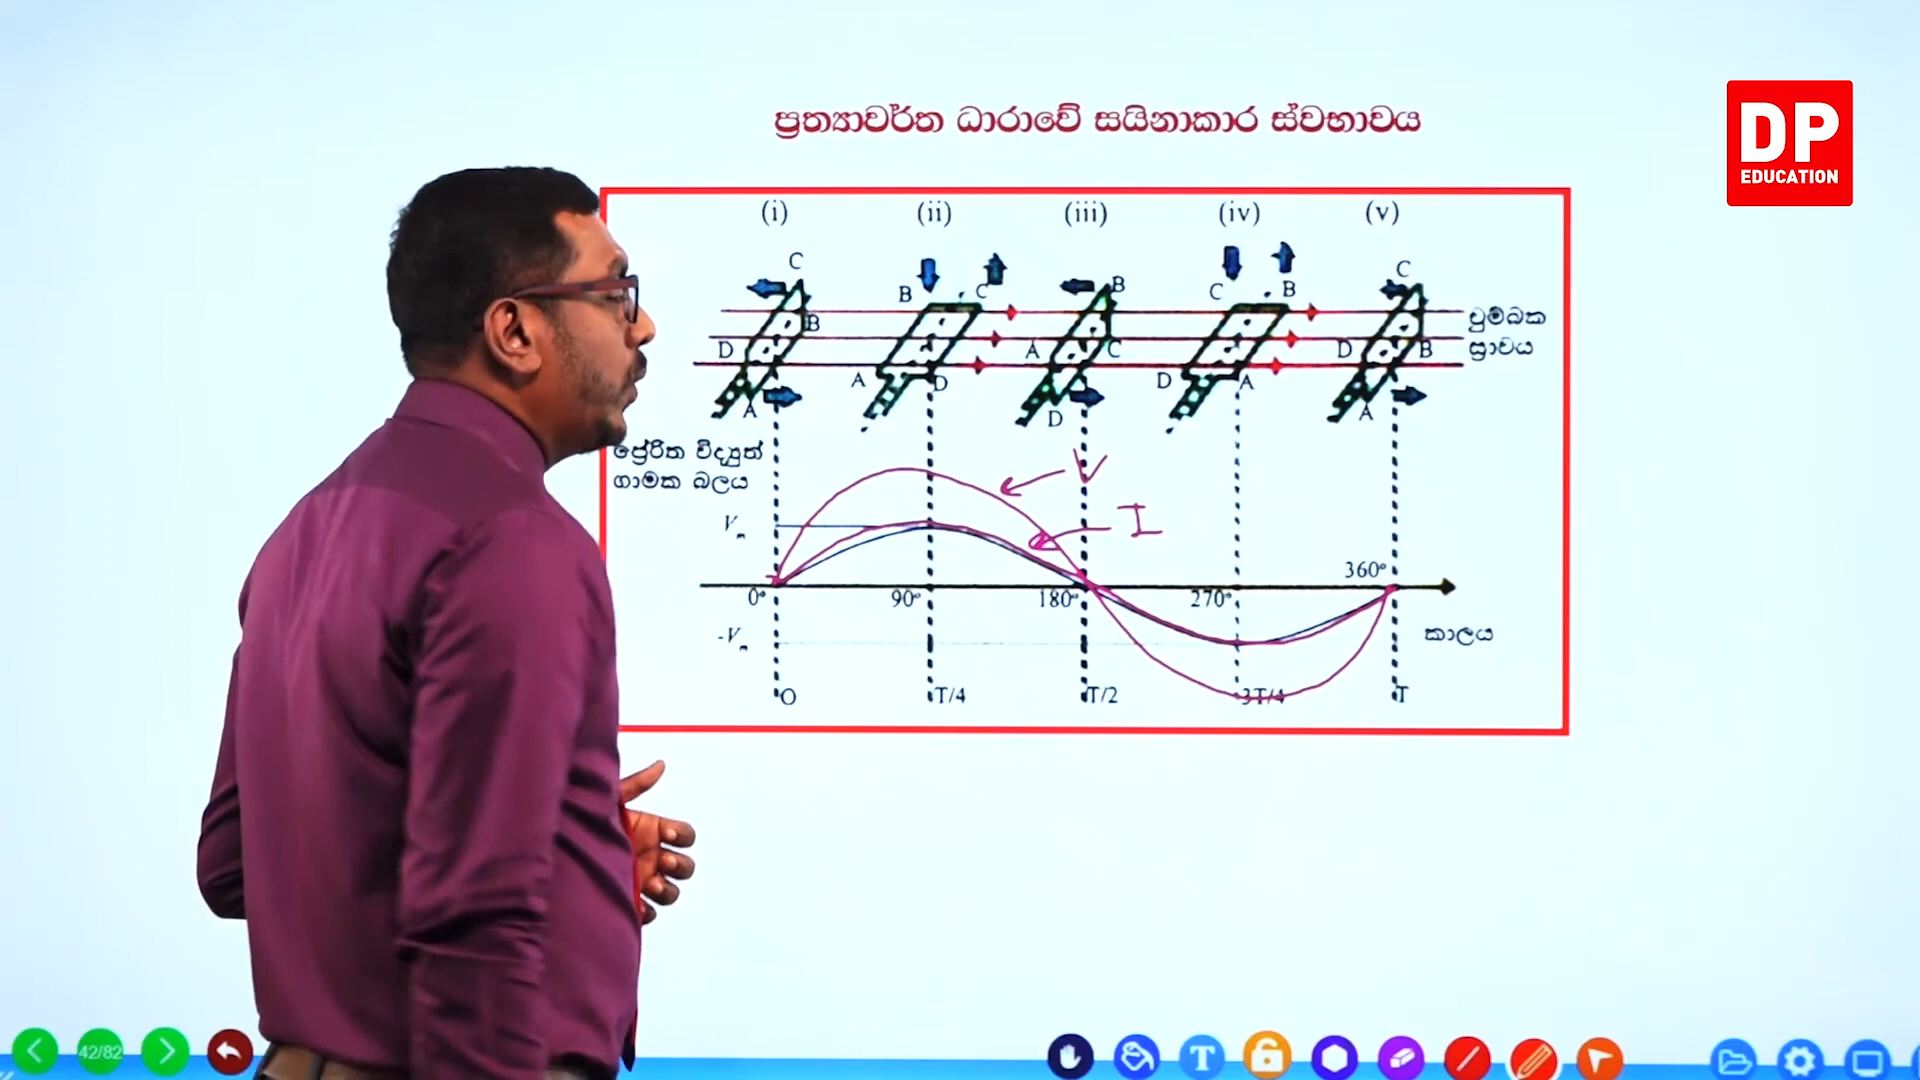 ප්‍රත්‍යාවර්ත ධාරාවේ සයිනාකාර ස්වභාවය
DP
EDUCATION
(i) (ii) (iii) (iv) (v)
C B C B C B C
B
චුම්බක
ස්‍රාවය
D A C D B
A D A
A D A
ප්‍රේරිත විද්‍යුත්
ගාමක බලය
V
I
Vm
360°
0° 90° 180° 270°
-Vm
කාලය
O T/4 T/2 3T/4 T
42/82
T